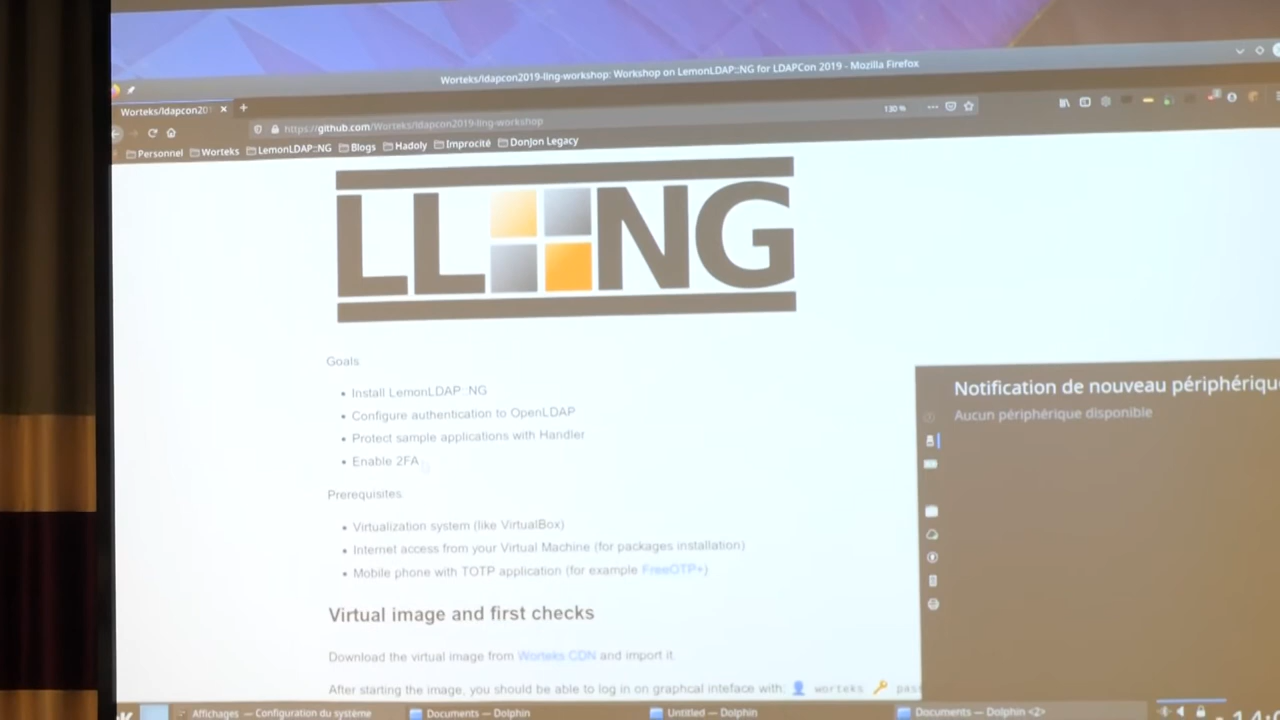 Worteks/ldapcon2019-llng-workshop: Workshop on LemonLDAP::NG for LDAPCon 2019 - Mozilla Firefox
Worteks/ldapcon201
https://github.com/Worteks/ldapcon2019-llng-workshop
130 %
Personnel Worteks LemonLDAP::NG Blogs Hadoly Improcité DonJon Legacy
LL NG
Goals
• Install LemonLDAP::NG
• Configure authentication to OpenLDAP
• Protect sample applications with Handler
• Enable 2FA
Prerequisites
• Virtualization system (like VirtualBox)
• Internet access from your Virtual Machine (for packages installation)
• Mobile phone with TOTP application (for example FreeOTP+)
Virtual image and first checks
Download the virtual image from Worteks CDN and import it.
After starting the image, you should be able to log in on graphcal inteface with: worteks pass
Notification de nouveau périphériqu
Aucun périphérique disponible
Affichages — Configuration du système
Documents — Dolphin
Untitled — Dolphin
Documents — Dolphin <2>